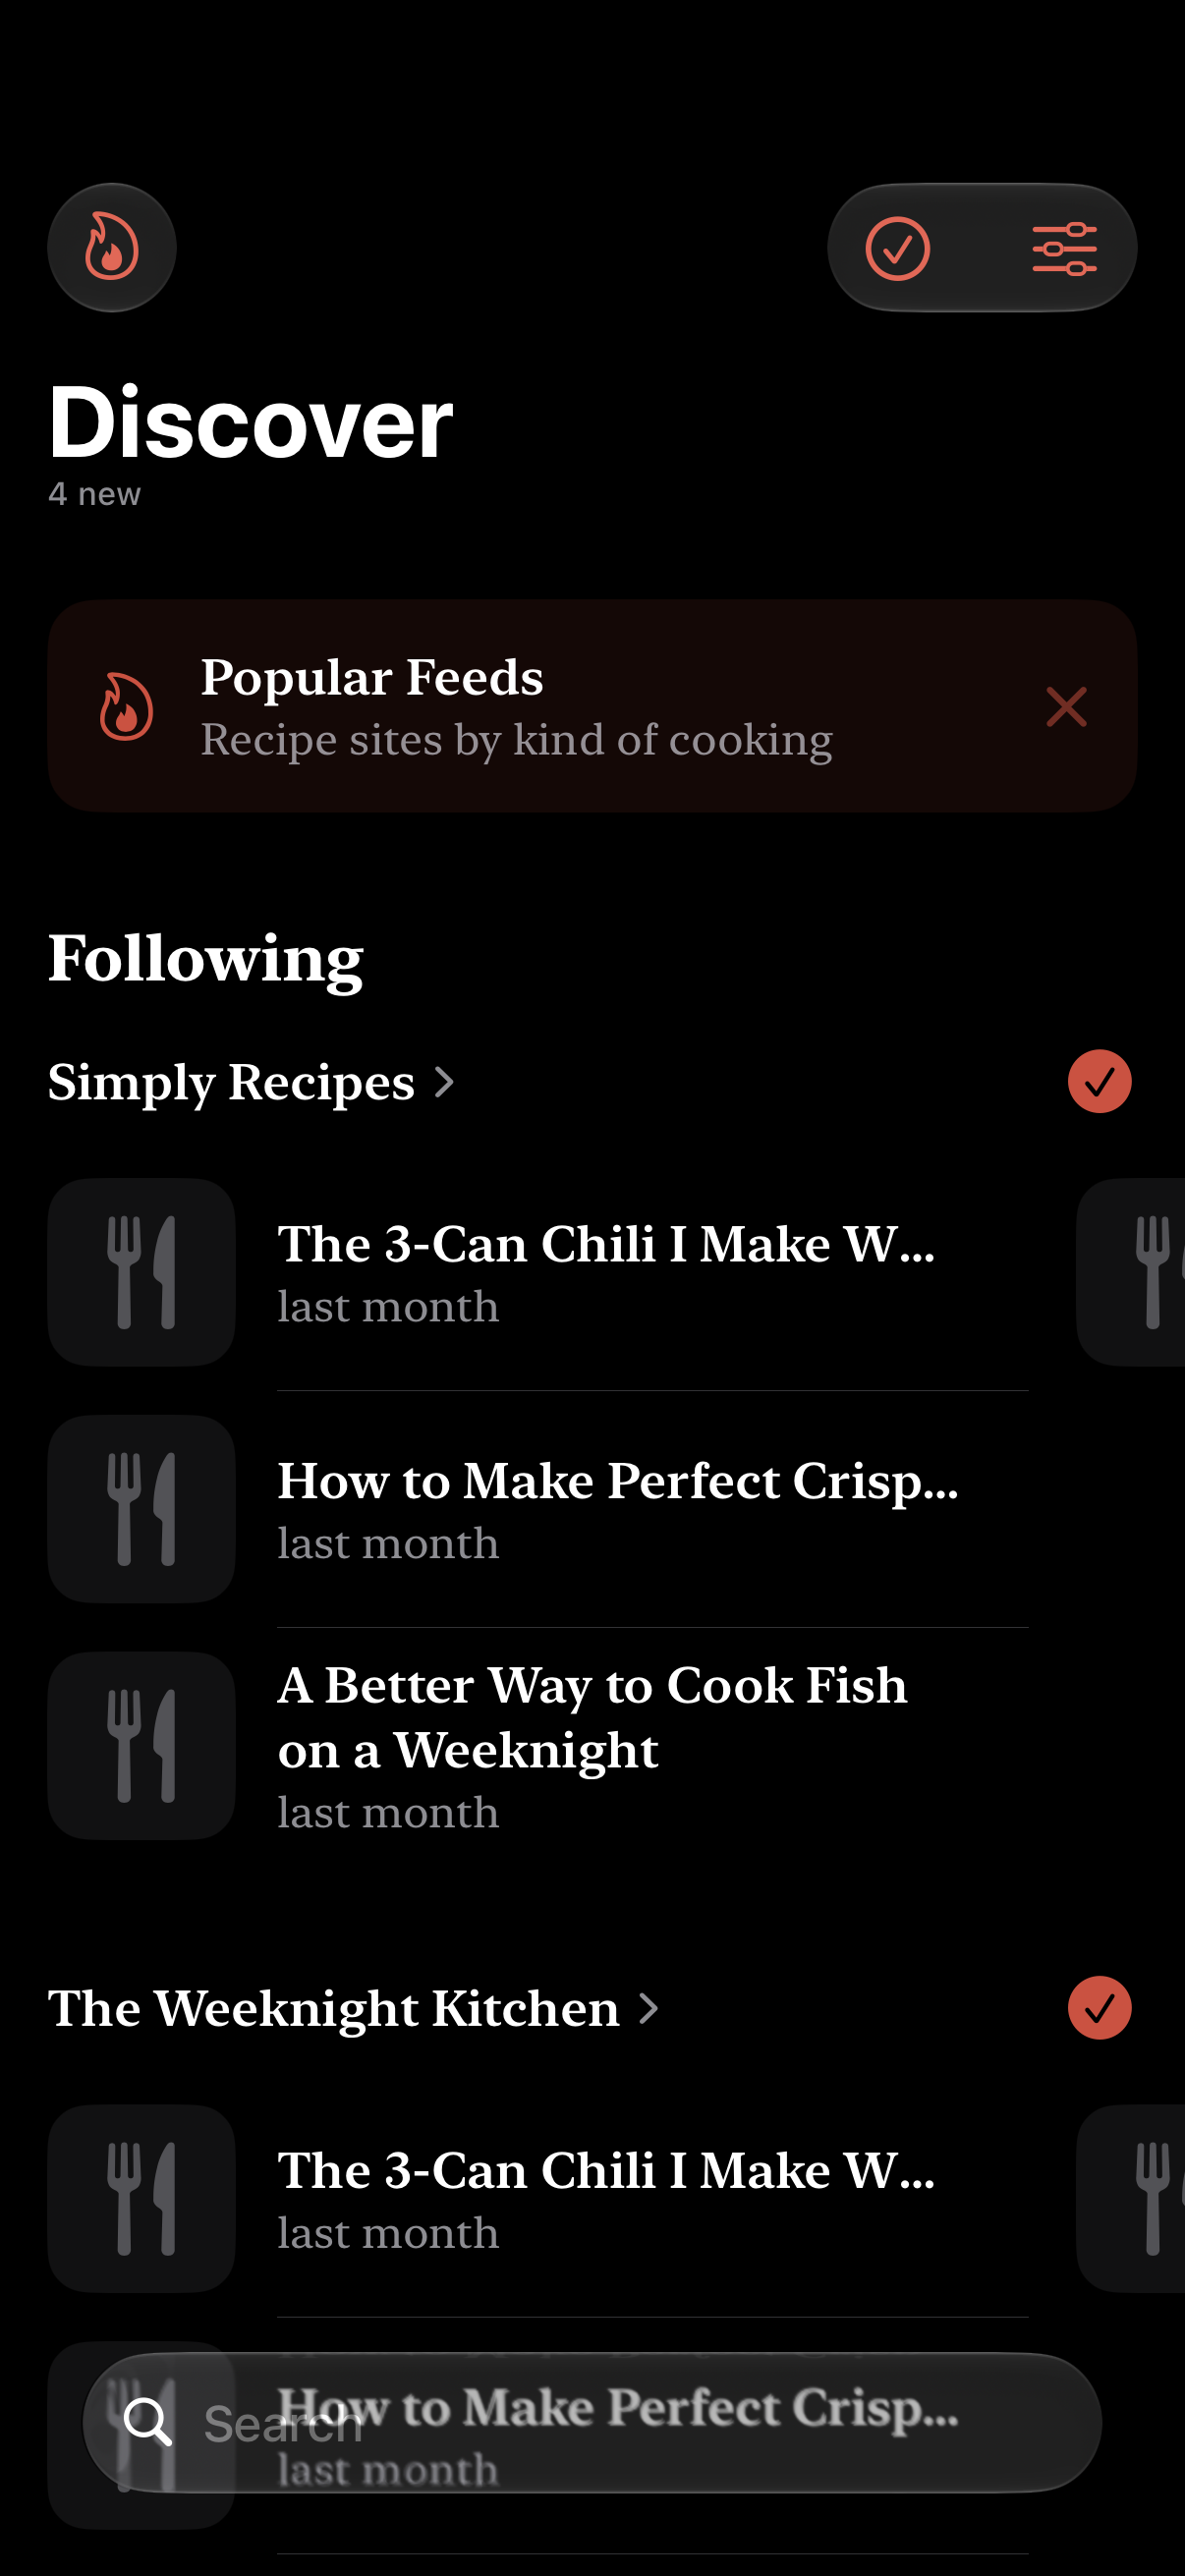 Discover
4 new
Popular Feeds
Recipe sites by kind of cooking
Following
Simply Recipes
The 3-Can Chili I Make W...
last month
How to Make Perfect Crisp...
last month
A Better Way to Cook Fish
on a Weeknight
last month
The Weeknight Kitchen
The 3-Can Chili I Make W...
last month
How to Make Perfect Crisp...
Search
last month